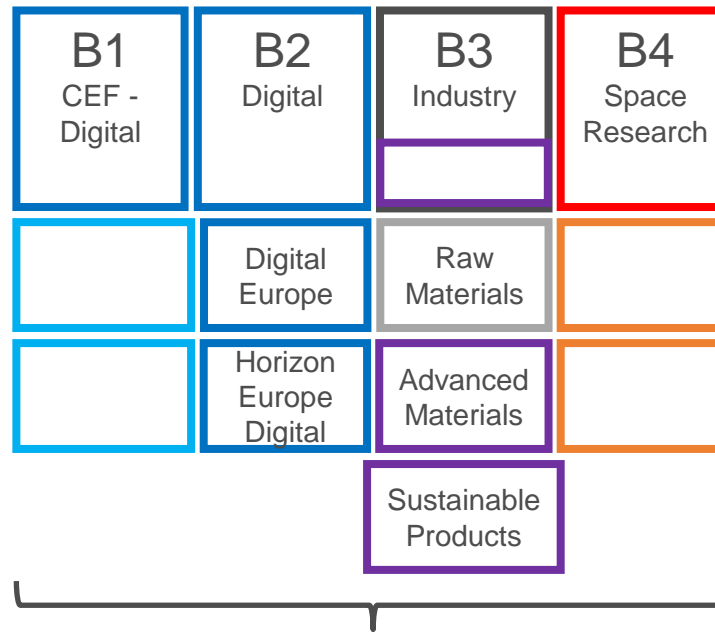 B1
CEF -
Digital
B2
Digital
B3
Industry
B4
Space
Research
Digital
Europe
Raw
Materials
Horizon
Europe
Digital
Advanced
Materials
Sustainable
Products